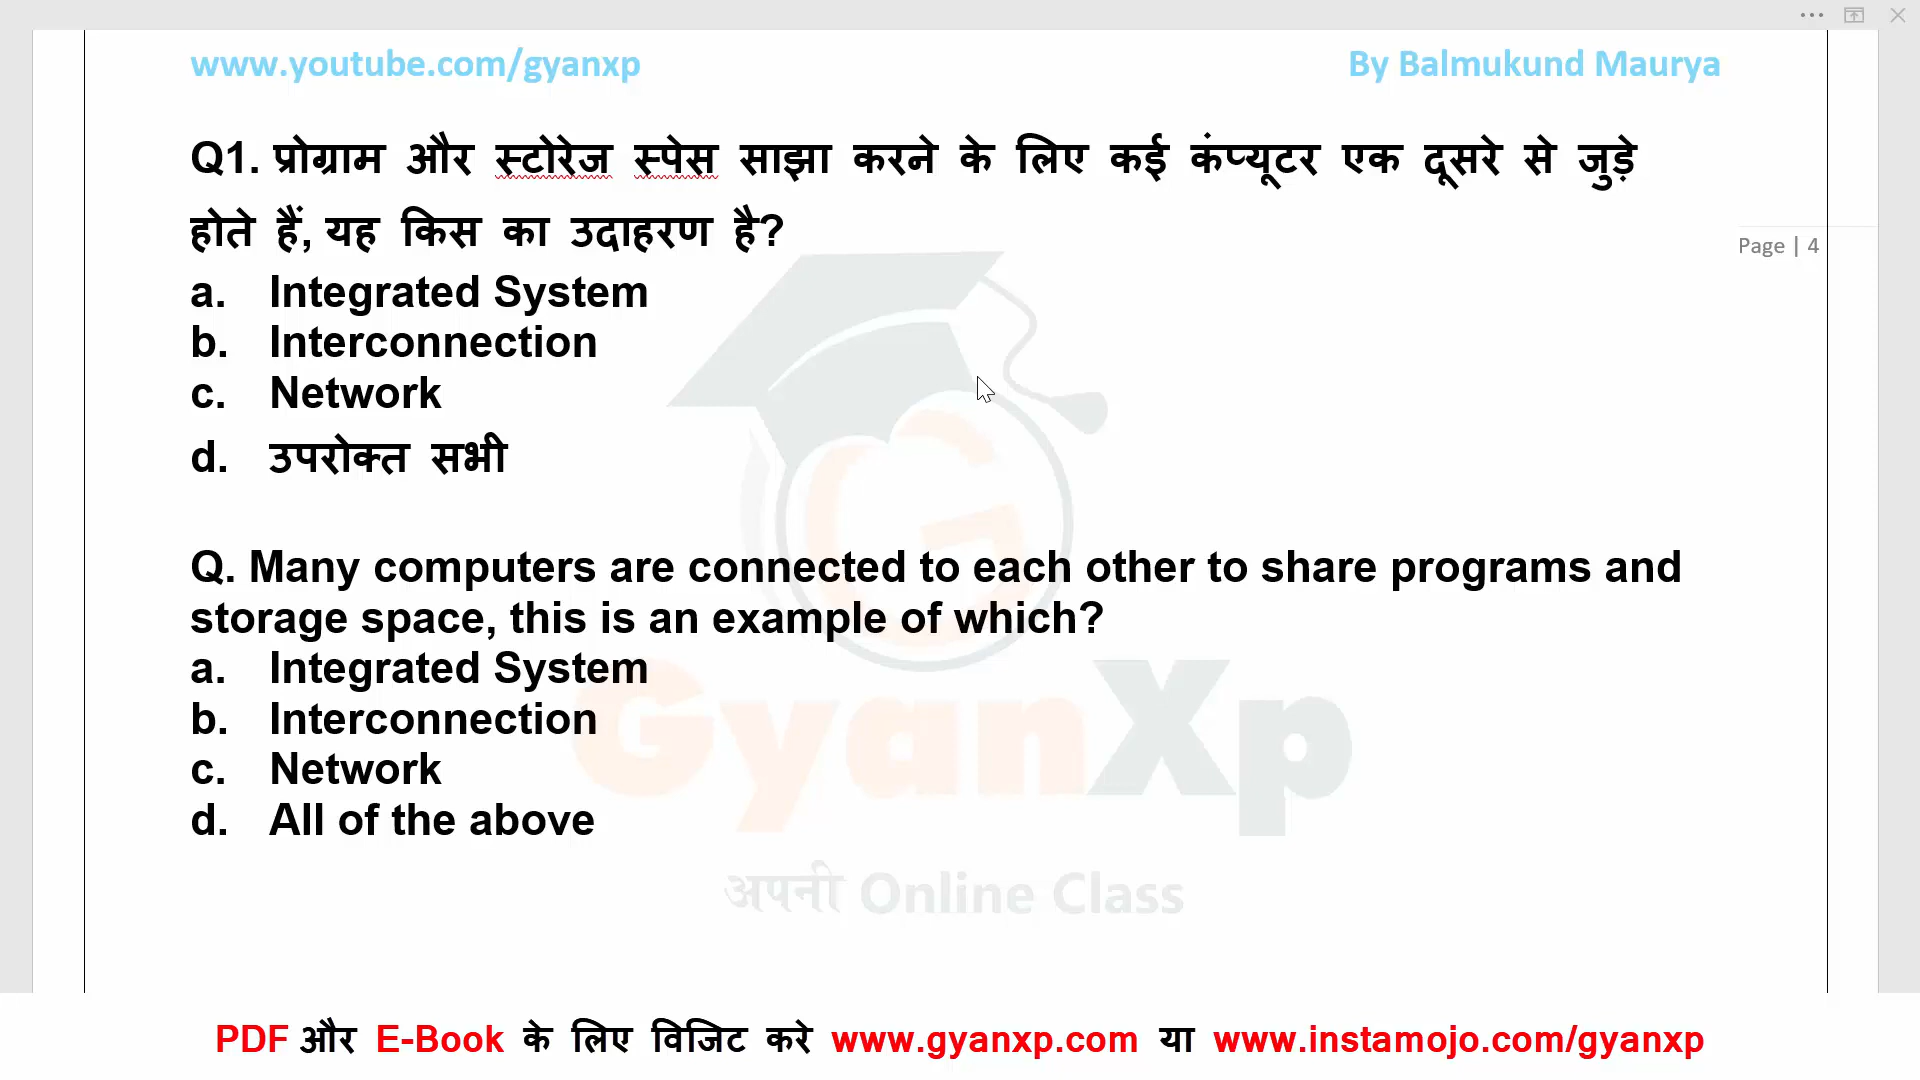 www.youtube.com/gyanxp By Balmukund Maurya
Q1. प्रोग्राम और स्टोरेज स्पेस साझा करने के लिए कई कंप्यूटर एक दूसरे से जुड़े
होते हैं, यह किस का उदाहरण है?
Page | 4
a. Integrated System
b. Interconnection
c. Network
d. उपरोक्त सभी
Q. Many computers are connected to each other to share programs and
storage space, this is an example of which?
a. Integrated System
b. Interconnection
c. Network
d. All of the above
GyanXp
अपनी Online Class
PDF और E-Book के लिए विजिट करे www.gyanxp.com या www.instamojo.com/gyanxp